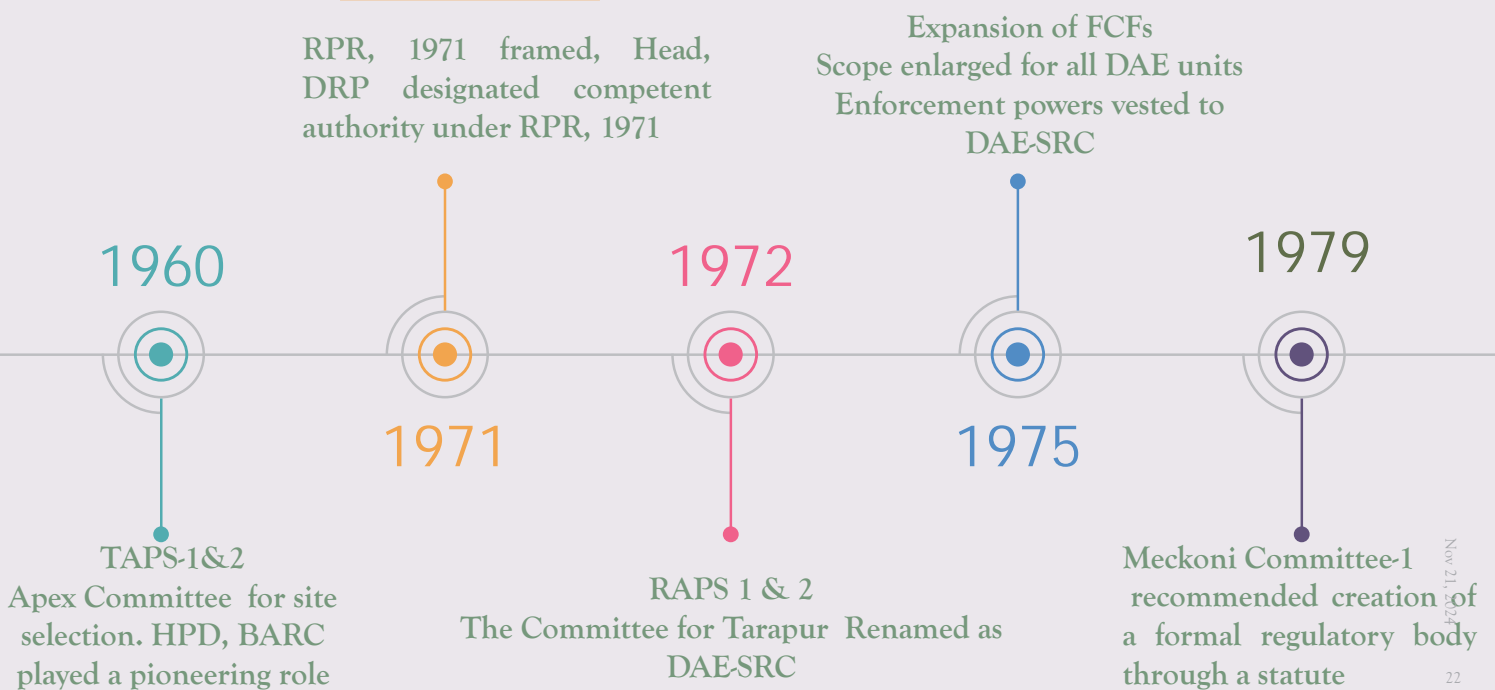 RPR, 1971 framed, Head,
DRP designated competent
authority under RPR, 1971
Expansion of FCFs
Scope enlarged for all DAE units
Enforcement powers vested to
DAE-SRC
1960
1972
1979
1971
1975
TAPS-1&2
Apex Committee for site
selection. HPD, BARC
played a pioneering role
RAPS 1 & 2
The Committee for Tarapur Renamed as
DAE-SRC
Meckoni Committee-1
recommended creation of
a formal regulatory body
through a statute
Nov 21, 2024
22